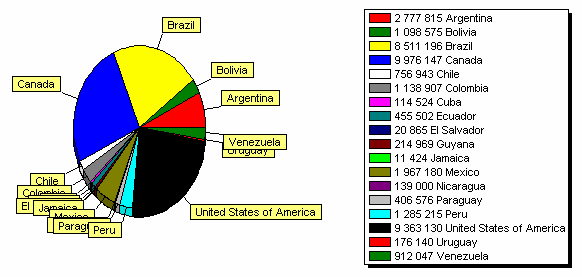 Brazil
Bolivia
Canada
Argentina
Venezuela
Uruguay
Chile
Colombia
El
Jamaica
Mexico
Paragu
Peru
United States of America
2 777 815 Argentina
1 098 575 Bolivia
8 511 196 Brazil
9 976 147 Canada
756 943 Chile
1 138 907 Colombia
114 524 Cuba
455 502 Ecuador
20 865 El Salvador
214 969 Guyana
11 424 Jamaica
1 967 180 Mexico
139 000 Nicaragua
406 576 Paraguay
1 285 215 Peru
9 363 130 United States of America
176 140 Uruguay
912 047 Venezuela